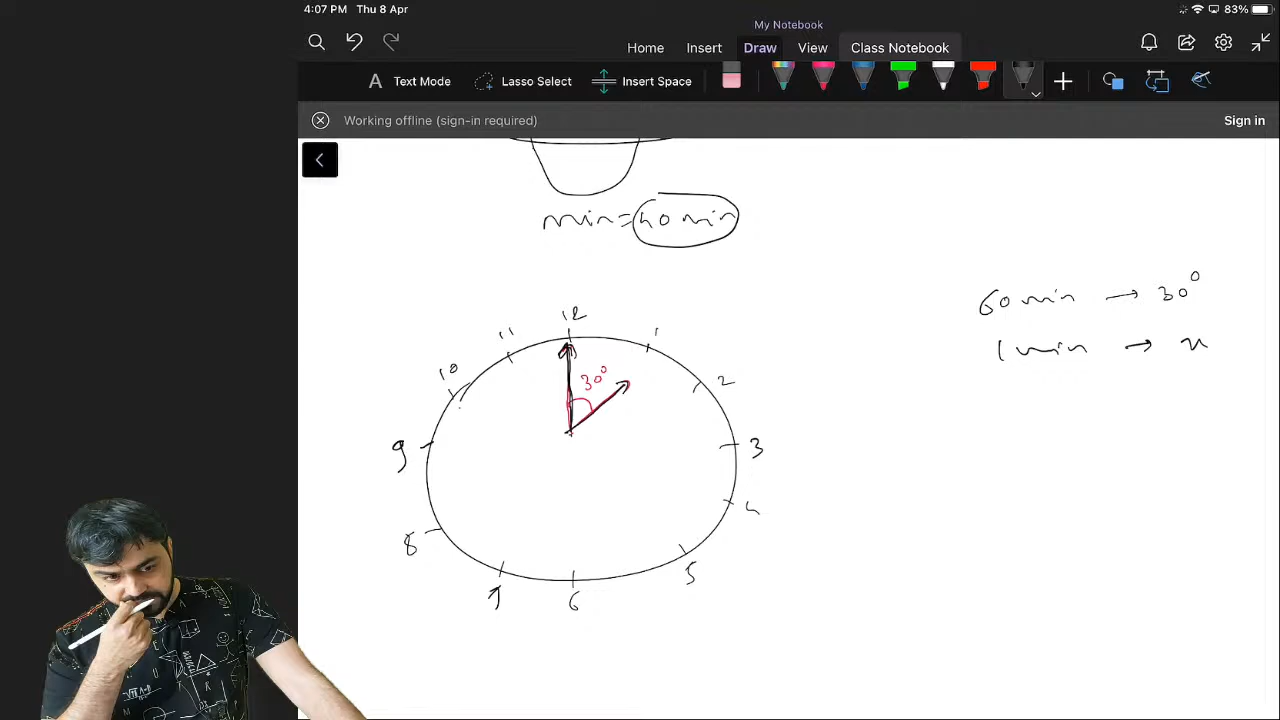 4:07 PM Thu 8 Apr
83%
My Notebook
Home Insert Draw View Class Notebook
A Text Mode Lasso Select Insert Space
Working offline (sign-in required) Sign in
min = 40 min
60 min → 30°
1 min → x
12
11
1
10
30°
2
9
3
4
8
5
7
6